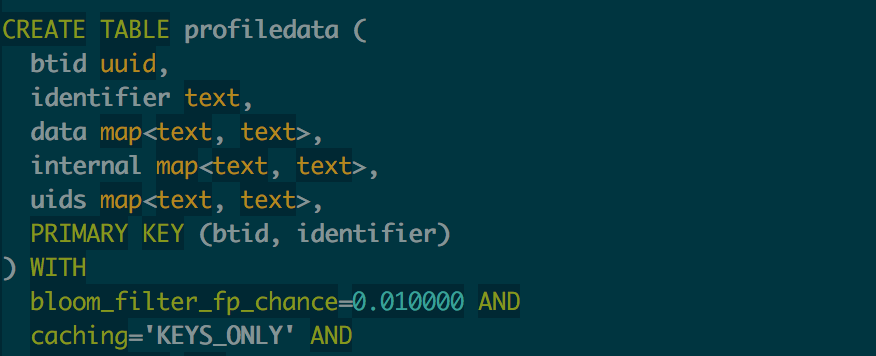 CREATE TABLE profiledata (
  btid uuid,
  identifier text,
  data map<text, text>,
  internal map<text, text>,
  uids map<text, text>,
  PRIMARY KEY (btid, identifier)
) WITH
  bloom_filter_fp_chance=0.010000 AND
  caching='KEYS_ONLY' AND